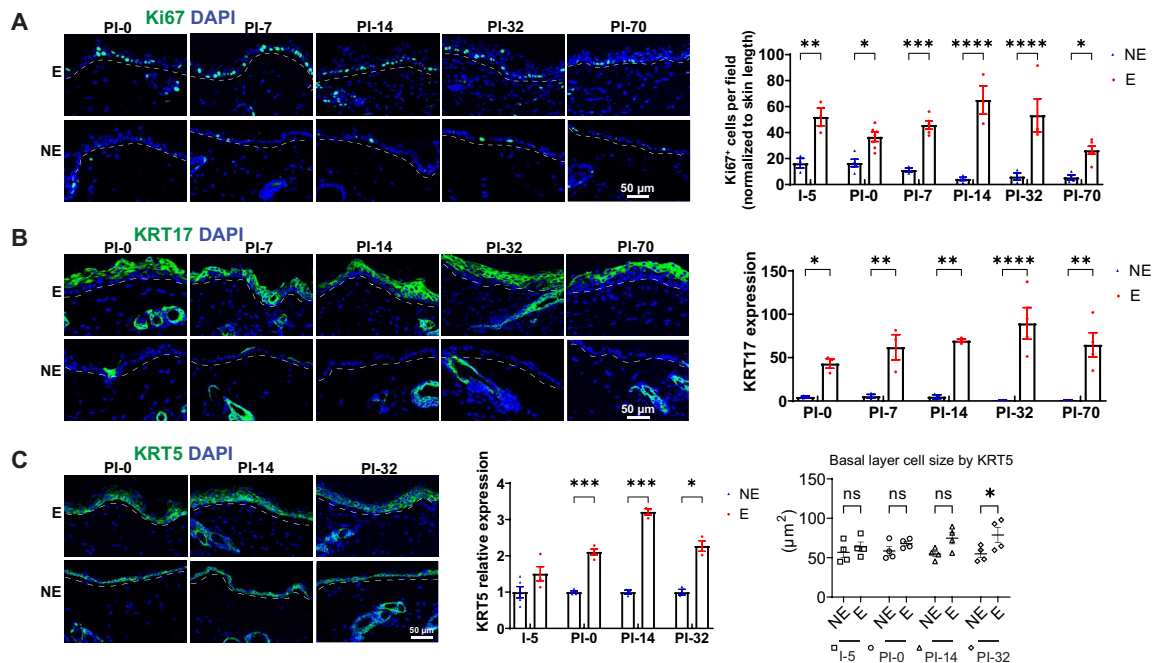 A
Ki67 DAPI
PI-0 PI-7 PI-14 PI-32 PI-70
E
NE
50 μm
Ki67+ cells per field
(normalized to skin length)
100
80
60
40
20
0
** * *** **** **** *
NE
E
I-5 PI-0 PI-7 PI-14 PI-32 PI-70
B
KRT17 DAPI
PI-0 PI-7 PI-14 PI-32 PI-70
E
NE
50 μm
KRT17 expression
150
100
50
0
* ** ** **** **
NE
E
PI-0 PI-7 PI-14 PI-32 PI-70
C
KRT5 DAPI
PI-0 PI-14 PI-32
E
NE
50 μm
KRT5 relative expression
4
3
2
1
0
*** *** *
NE
E
I-5 PI-0 PI-14 PI-32
Basal layer cell size by KRT5
(μm2)
150
100
50
0
ns ns ns *
NE E NE E NE E NE E
I-5 PI-0 PI-14 PI-32